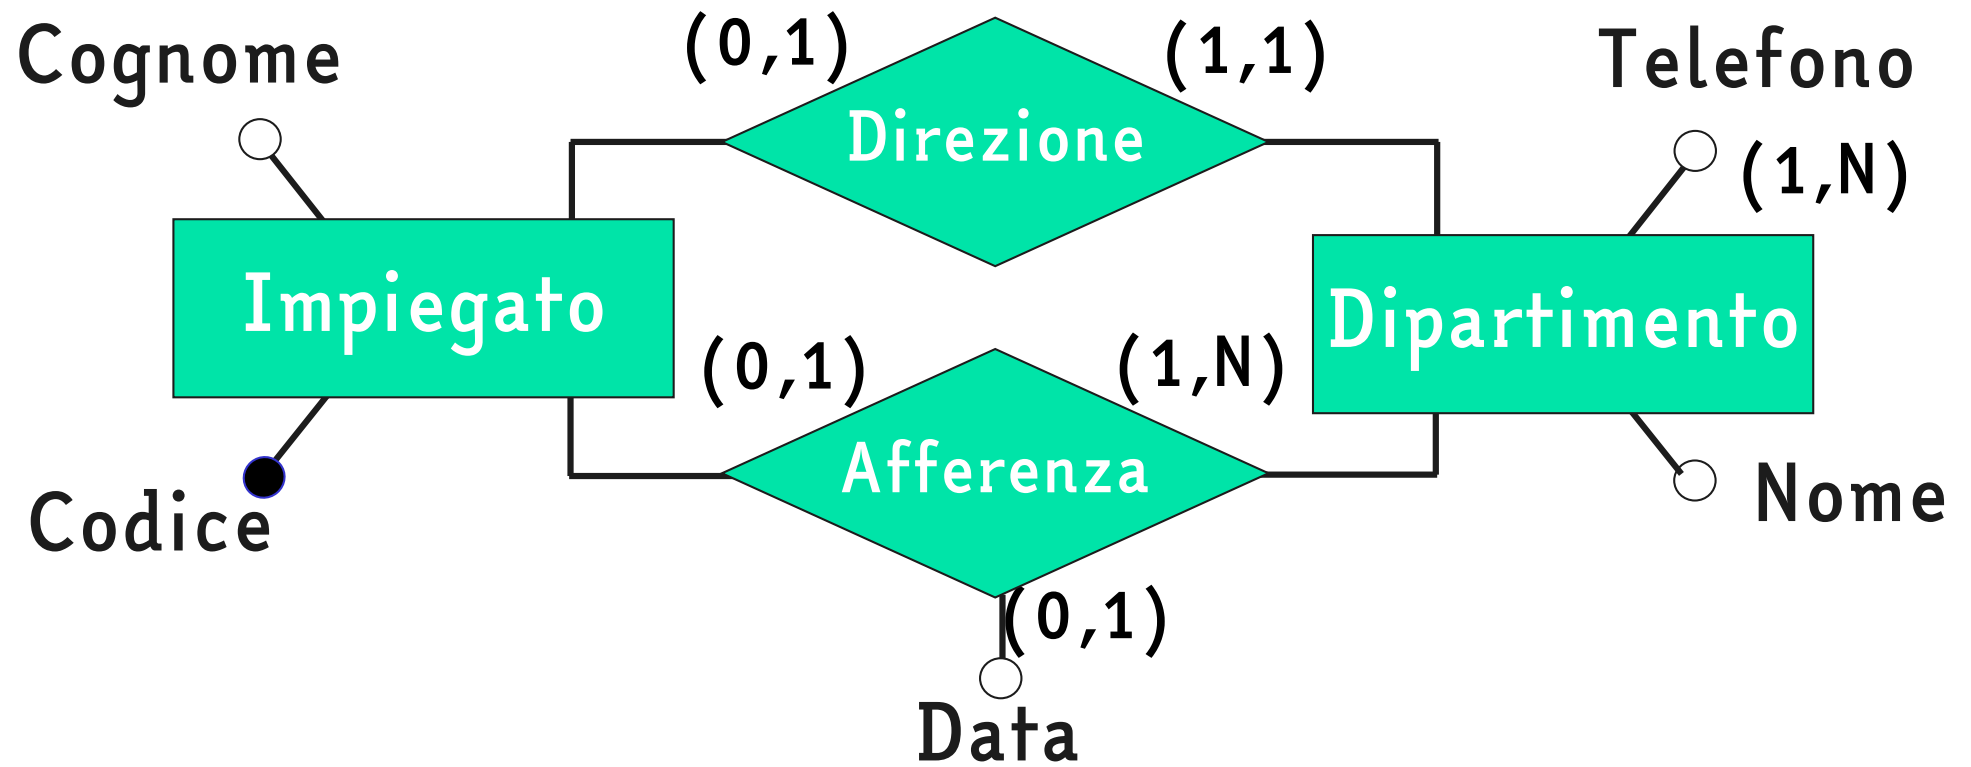 Cognome
(0,1)
(1,1)
Telefono
Direzione
(1,N)
Impiegato
Dipartimento
(0,1)
(1,N)
Afferenza
Codice
Nome
(0,1)
Data